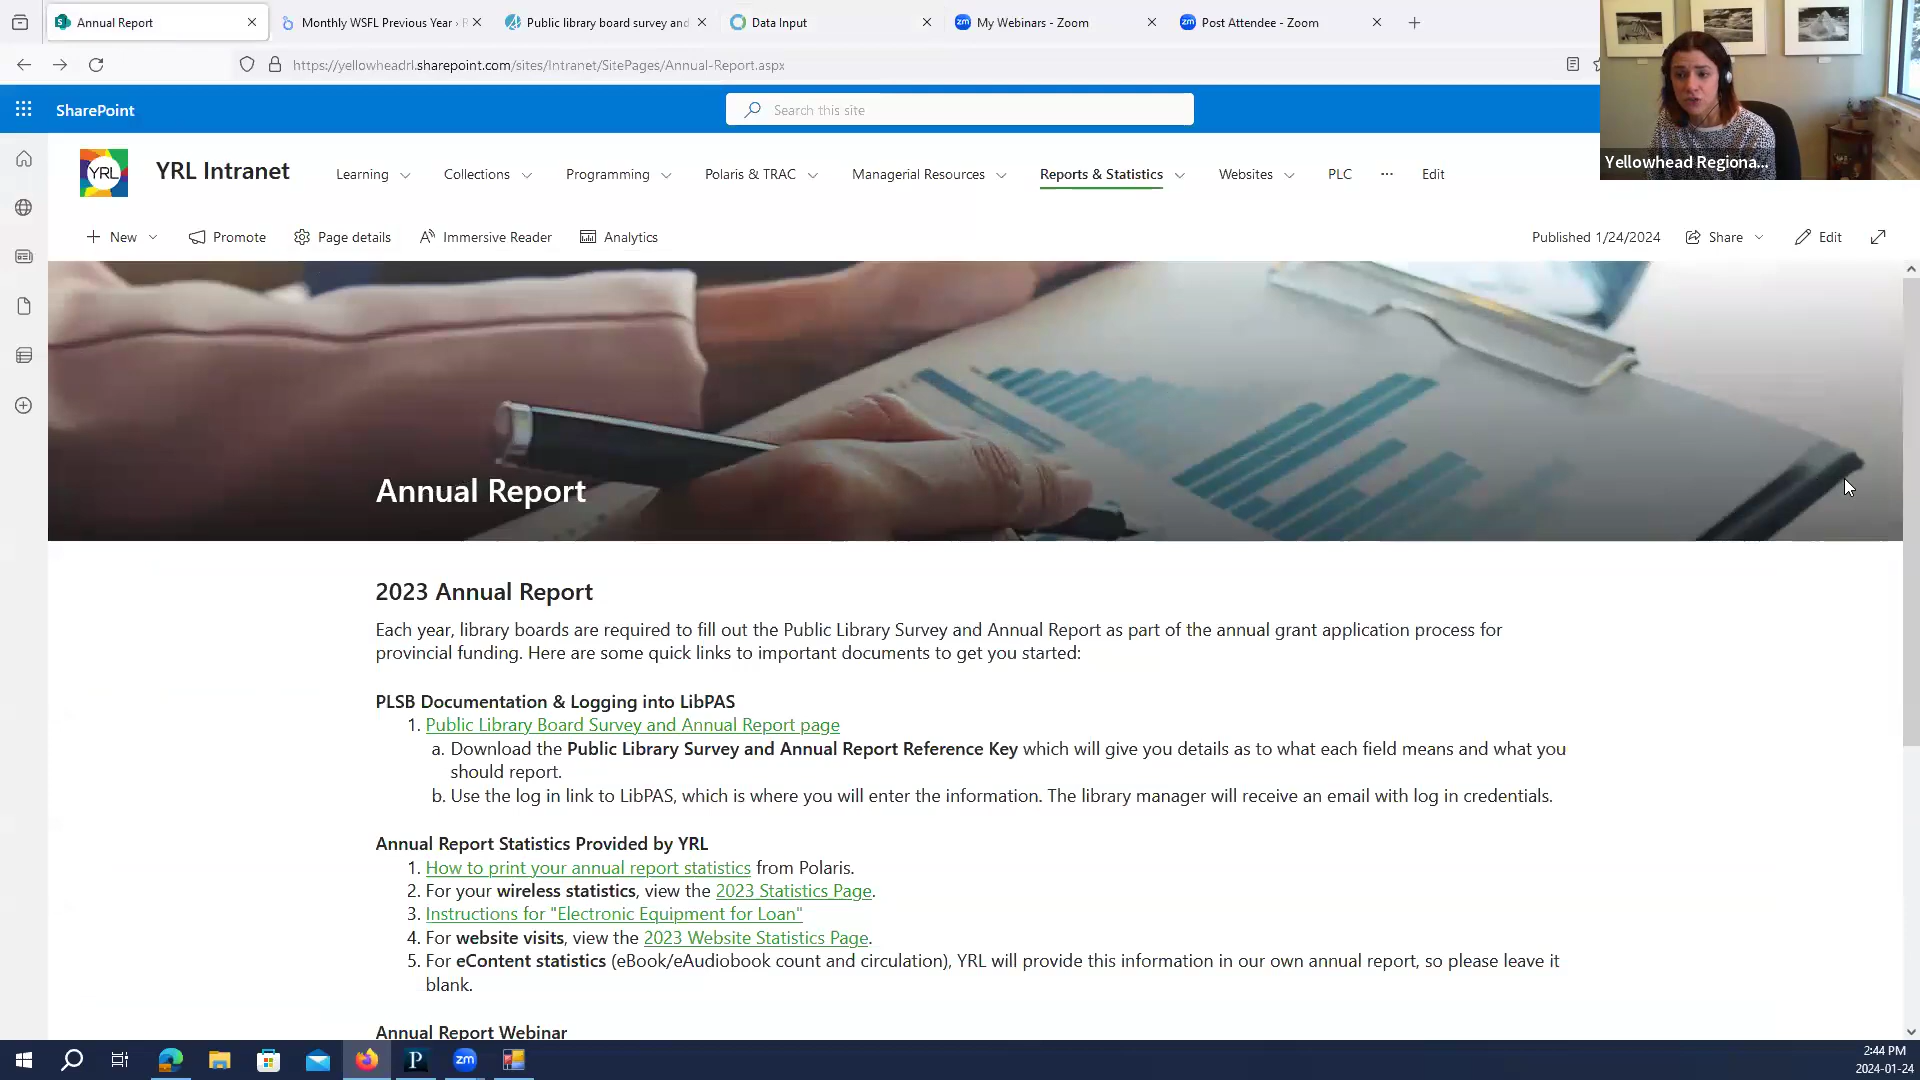 Annual Report
Monthly WSFL Previous Year ›
Public library board survey and
Data Input
My Webinars - Zoom
Post Attendee - Zoom
https://yellowheadrl.sharepoint.com/sites/Intranet/SitePages/Annual-Report.aspx
SharePoint
Search this site
YRL
YRL Intranet
Learning
Collections
Programming
Polaris & TRAC
Managerial Resources
Reports & Statistics
Websites
PLC
...
Edit
Yellowhead Regiona...
New
Promote
Page details
Immersive Reader
Analytics
Published 1/24/2024
Share
Edit
Annual Report
2023 Annual Report
Each year, library boards are required to fill out the Public Library Survey and Annual Report as part of the annual grant application process for
provincial funding. Here are some quick links to important documents to get you started:
PLSB Documentation & Logging into LibPAS
1. Public Library Board Survey and Annual Report page
a. Download the Public Library Survey and Annual Report Reference Key which will give you details as to what each field means and what you
should report.
b. Use the log in link to LibPAS, which is where you will enter the information. The library manager will receive an email with log in credentials.
Annual Report Statistics Provided by YRL
1. How to print your annual report statistics from Polaris.
2. For your wireless statistics, view the 2023 Statistics Page.
3. Instructions for "Electronic Equipment for Loan"
4. For website visits, view the 2023 Website Statistics Page.
5. For eContent statistics (eBook/eAudiobook count and circulation), YRL will provide this information in our own annual report, so please leave it
blank.
Annual Report Webinar
2:44 PM
2024-01-24